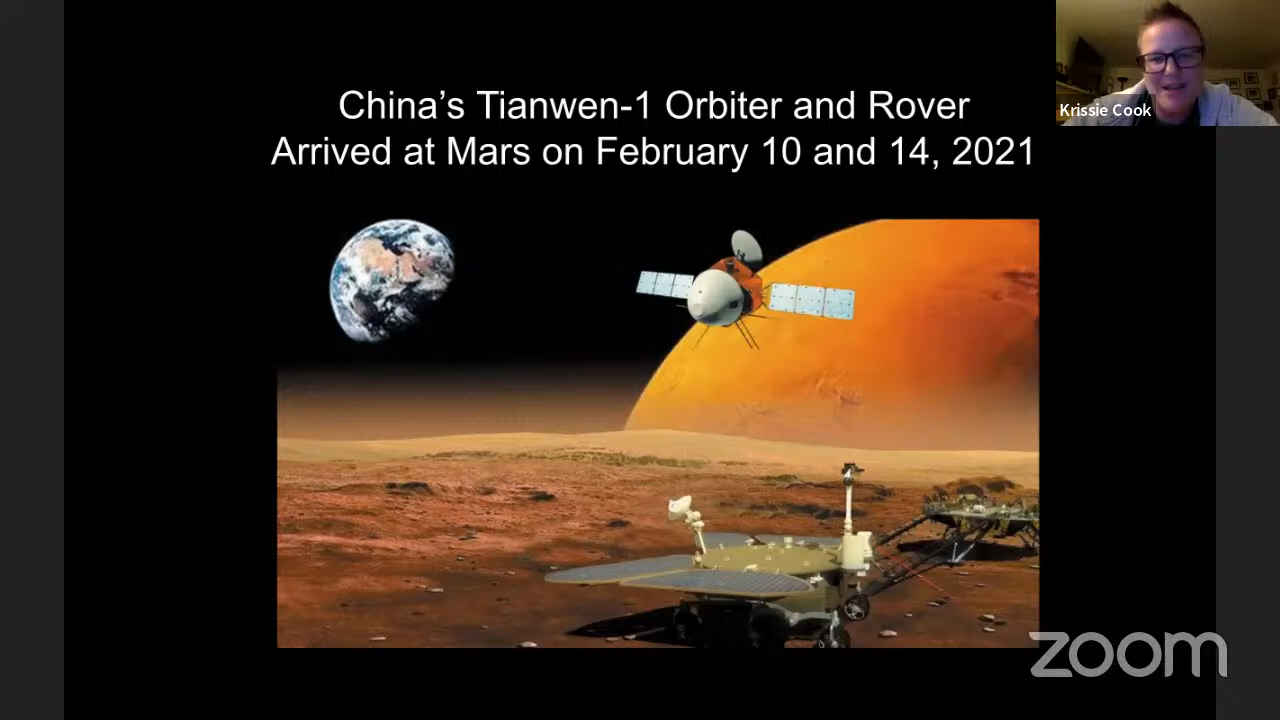 China’s Tianwen-1 Orbiter and Rover
Arrived at Mars on February 10 and 14, 2021
Krissie Cook
zoom